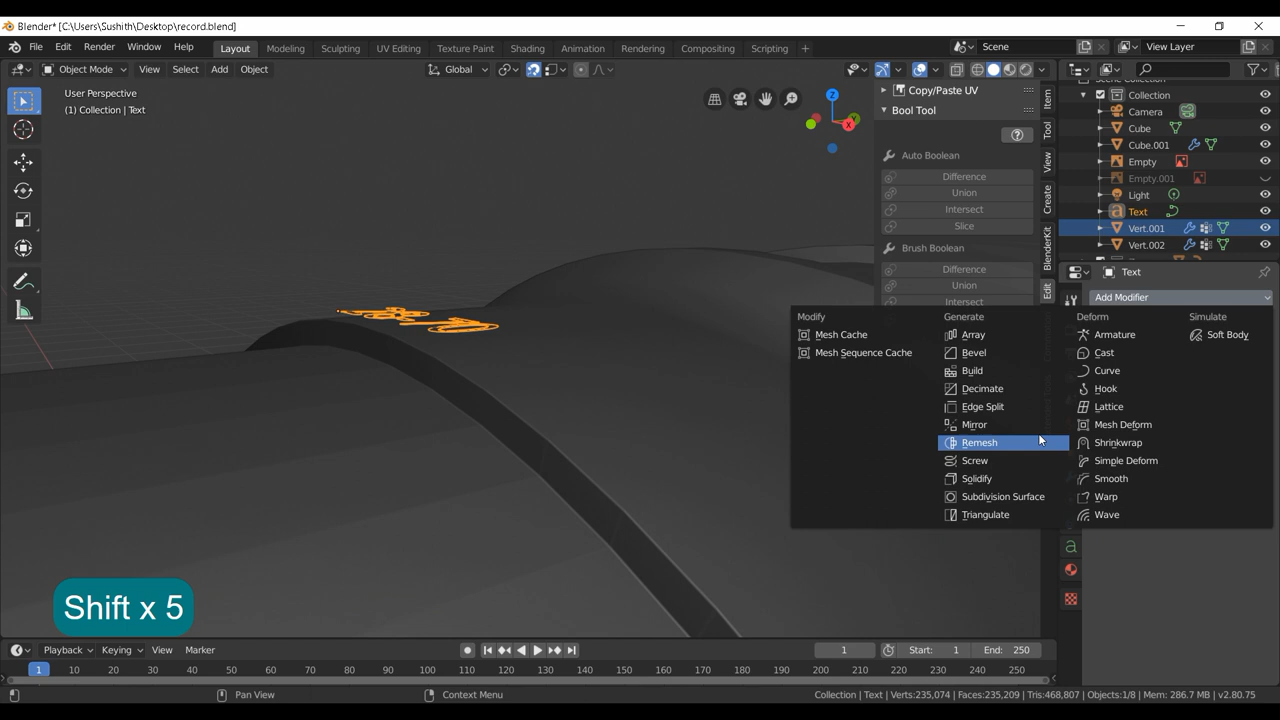 Blender* [C:\Users\Sushith\Desktop\record.blend]
File Edit Render Window Help Layout Modeling Sculpting UV Editing Texture Paint Shading Animation Rendering Compositing Scripting + Scene View Layer
Object Mode View Select Add Object Global
User Perspective
(1) Collection | Text
Z
Y
X
Copy/Paste UV
Bool Tool
Auto Boolean
Difference
Union
Intersect
Slice
Brush Boolean
Difference
Union
Intersect
Item
Tool
View
Create
BlenderKit
Edit
Collection
Camera
Cube
Cube.001
Empty
Empty.001
Light
Text
Vert.001
Vert.002
Text
Add Modifier
Modify
Mesh Cache
Mesh Sequence Cache
Generate
Array
Bevel
Build
Decimate
Edge Split
Mirror
Remesh
Screw
Solidify
Subdivision Surface
Triangulate
Deform
Armature
Cast
Curve
Hook
Lattice
Mesh Deform
Shrinkwrap
Simple Deform
Smooth
Warp
Wave
Simulate
Soft Body
Shift x 5
Playback Keying View Marker 1 Start: 1 End: 250
1 10 20 30 40 50 60 70 80 90 100 110 120 130 140 150 160 170 180 190 200 210 220 230 240 250
Pan View Context Menu Collection | Text | Verts:235,074 | Faces:235,209 | Tris:468,807 | Objects:1/8 | Mem: 286.7 MB | v2.80.75